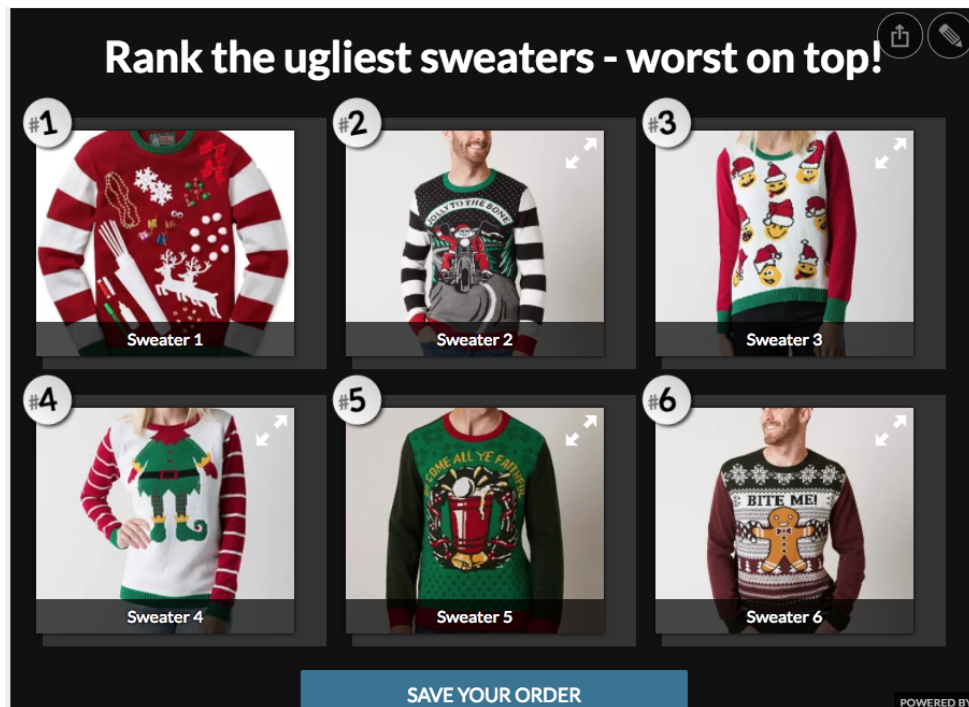 Rank the ugliest sweaters - worst on top!
#1
#2
#3
JOLLY TO THE BONE
Sweater 1
Sweater 2
Sweater 3
#4
#5
#6
COME ALL YE FAITHFUL
BITE ME!
Sweater 4
Sweater 5
Sweater 6
SAVE YOUR ORDER
POWERED BY